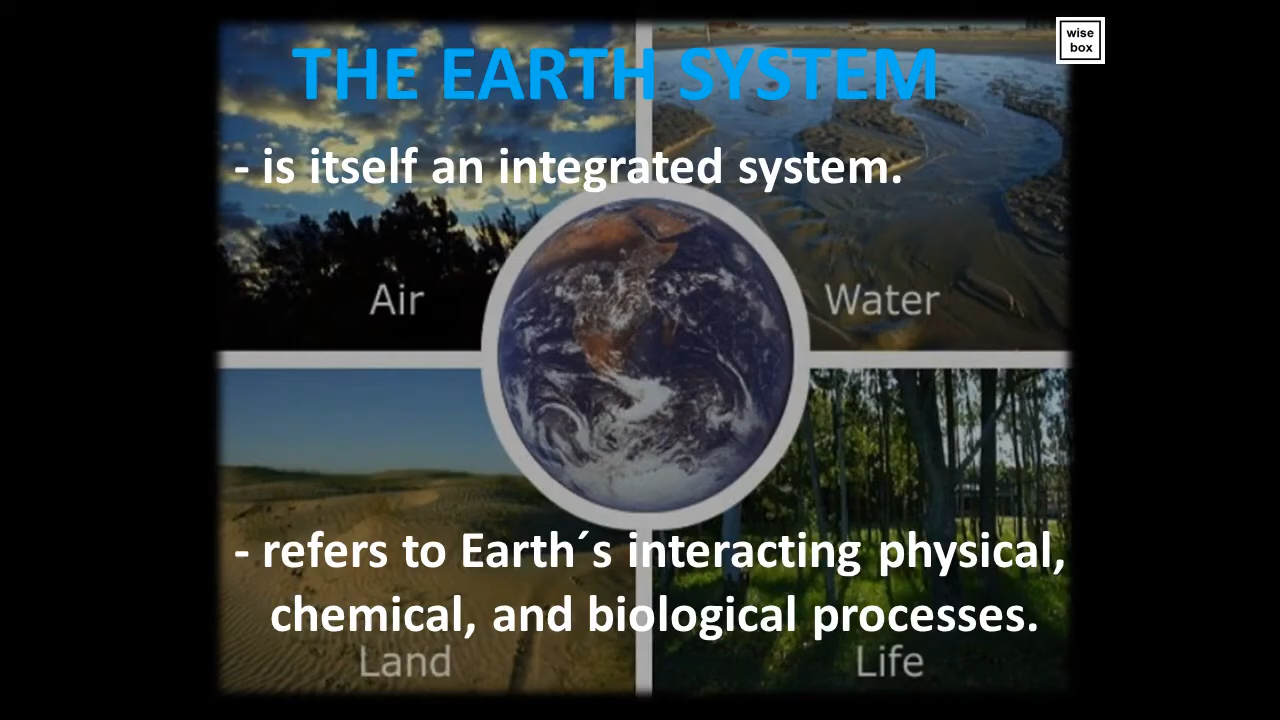 THE EARTH SYSTEM
wise
box
- is itself an integrated system.
Air
Water
- refers to Earth´s interacting physical,
chemical, and biological processes.
Land
Life